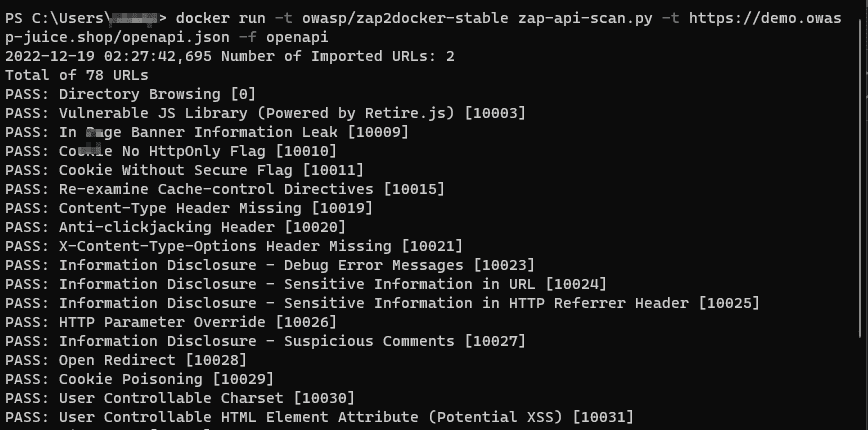 PS C:\Users\> docker run -t owasp/zap2docker-stable zap-api-scan.py -t https://demo.owas
p-juice.shop/openapi.json -f openapi
2022-12-19 02:27:42,695 Number of Imported URLs: 2
Total of 78 URLs
PASS: Directory Browsing [0]
PASS: Vulnerable JS Library (Powered by Retire.js) [10003]
PASS: In Page Banner Information Leak [10009]
PASS: Cookie No HttpOnly Flag [10010]
PASS: Cookie Without Secure Flag [10011]
PASS: Re-examine Cache-control Directives [10015]
PASS: Content-Type Header Missing [10019]
PASS: Anti-clickjacking Header [10020]
PASS: X-Content-Type-Options Header Missing [10021]
PASS: Information Disclosure - Debug Error Messages [10023]
PASS: Information Disclosure - Sensitive Information in URL [10024]
PASS: Information Disclosure - Sensitive Information in HTTP Referrer Header [10025]
PASS: HTTP Parameter Override [10026]
PASS: Information Disclosure - Suspicious Comments [10027]
PASS: Open Redirect [10028]
PASS: Cookie Poisoning [10029]
PASS: User Controllable Charset [10030]
PASS: User Controllable HTML Element Attribute (Potential XSS) [10031]